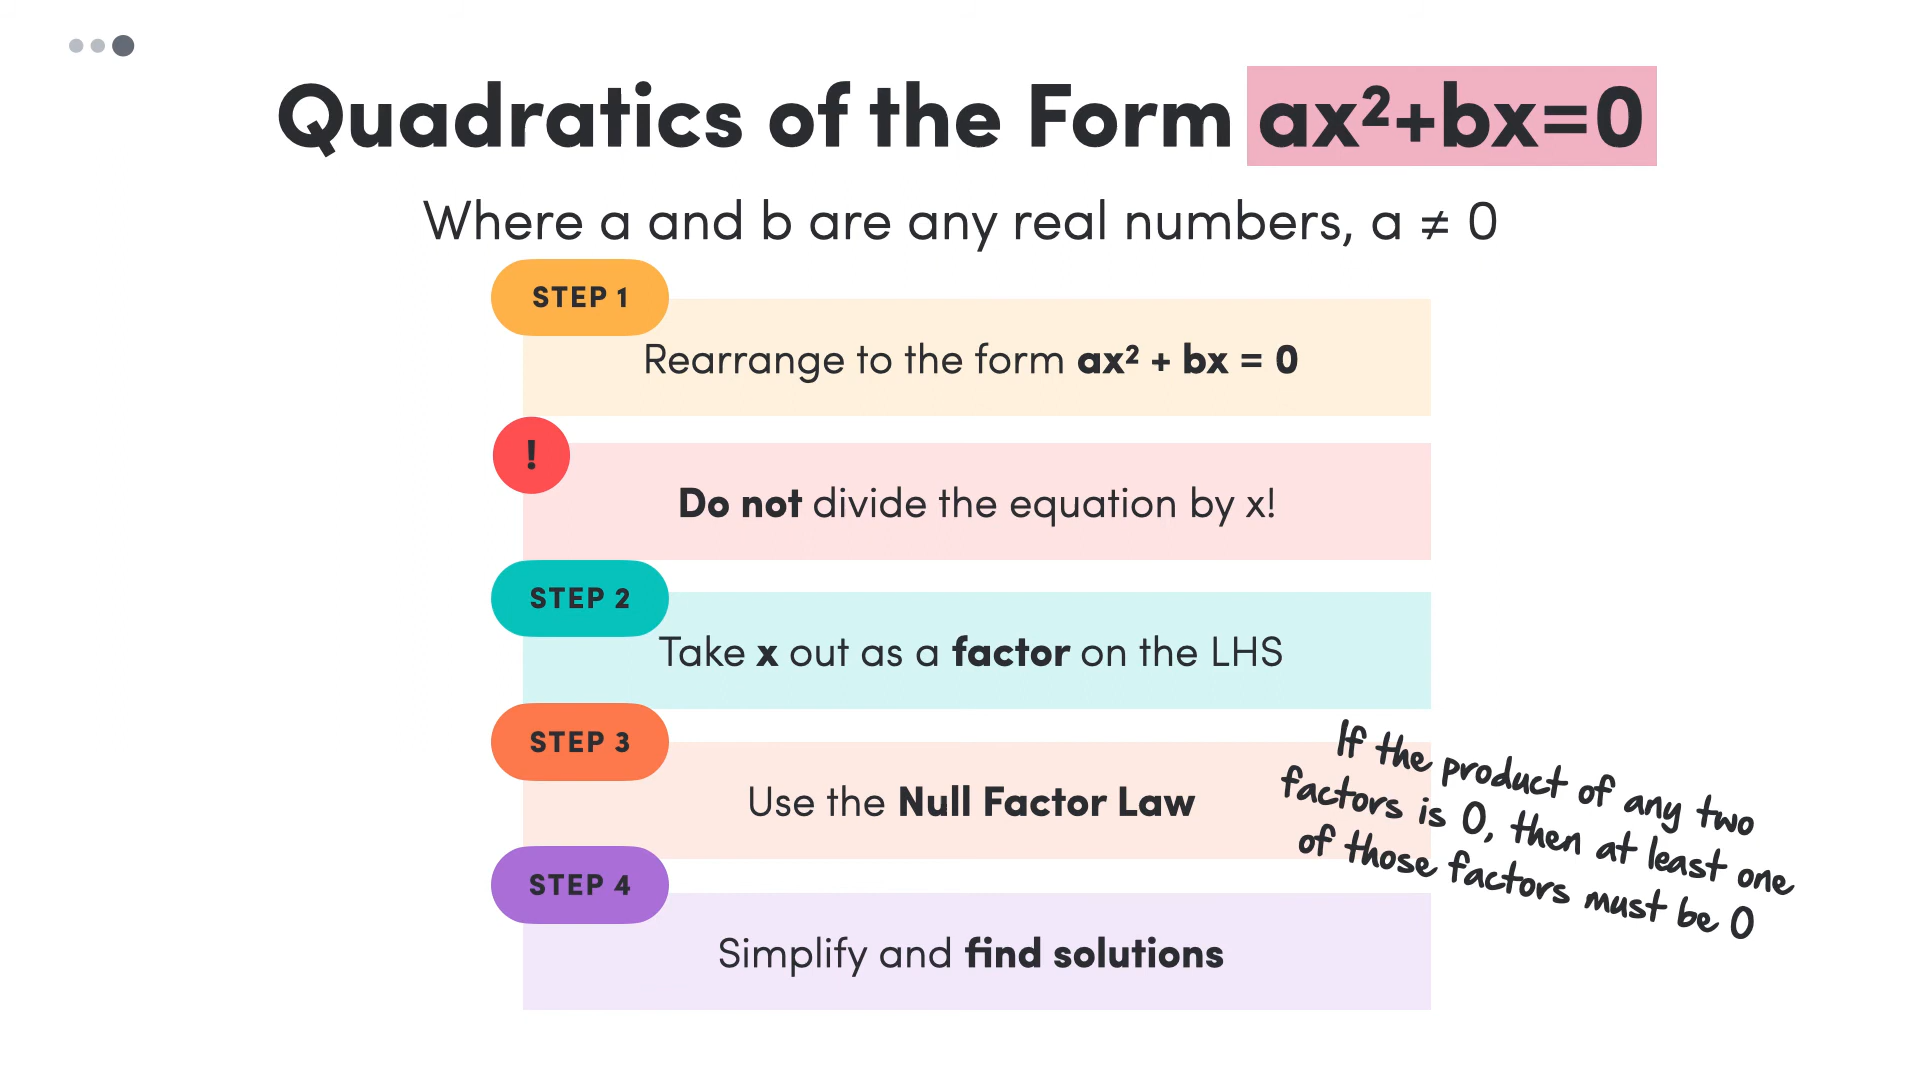 Quadratics of the Form ax²+bx=0
Where a and b are any real numbers, a ≠ 0
STEP 1
Rearrange to the form ax² + bx = 0
!
Do not divide the equation by x!
STEP 2
Take x out as a factor on the LHS
STEP 3
Use the Null Factor Law
If the product of any two
factors is 0, then at least one
of those factors must be 0
STEP 4
Simplify and find solutions